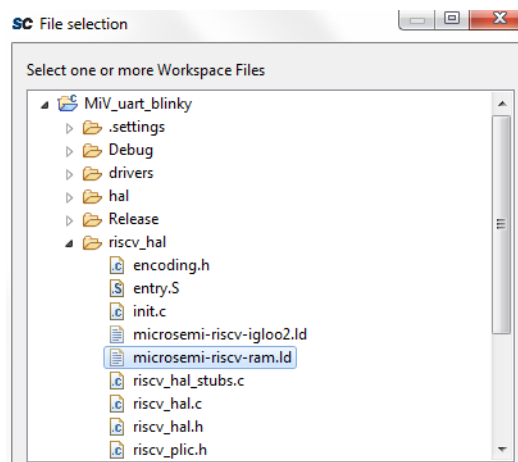 SC File selection
Select one or more Workspace Files
MiV_uart_blinky
.settings
Debug
drivers
hal
Release
riscv_hal
encoding.h
entry.S
init.c
microsemi-riscv-igloo2.ld
microsemi-riscv-ram.ld
riscv_hal_stubs.c
riscv_hal.c
riscv_hal.h
riscv_plic.h